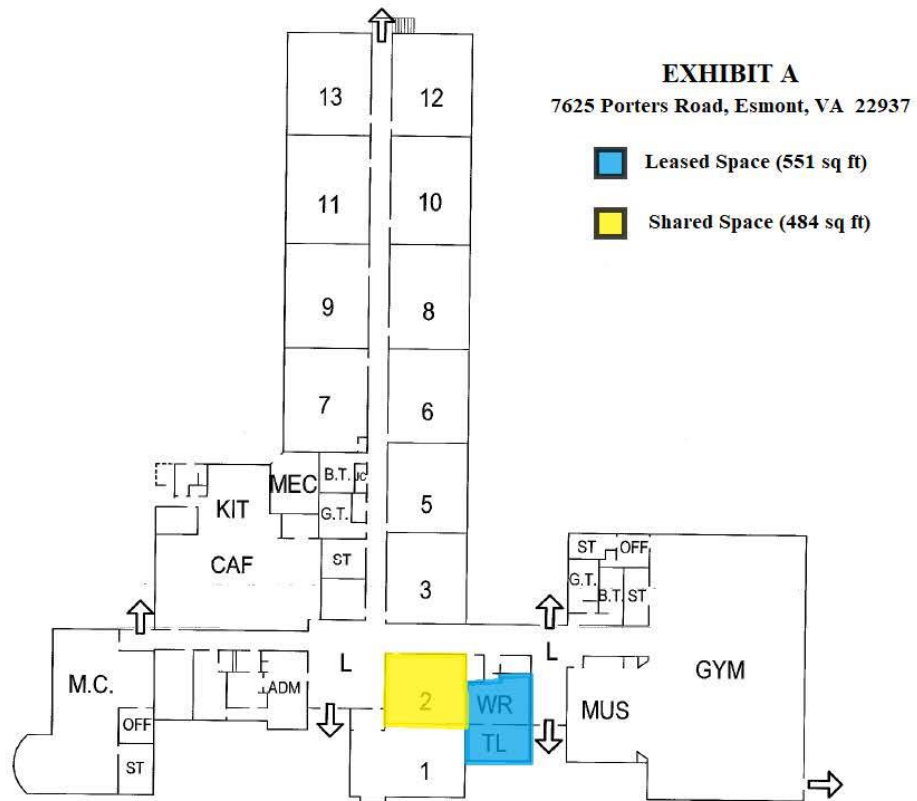 EXHIBIT A
7625 Porters Road, Esmont, VA 22937
Leased Space (551 sq ft)
Shared Space (484 sq ft)
13
12
11
10
9
8
7
6
MEC
B.T.
JC
5
KIT
G.T.
CAF
ST
3
ST
OFF
G.T.
B.T.
ST
L
L
M.C.
ADM
2
WR
MUS
GYM
OFF
TL
ST
1